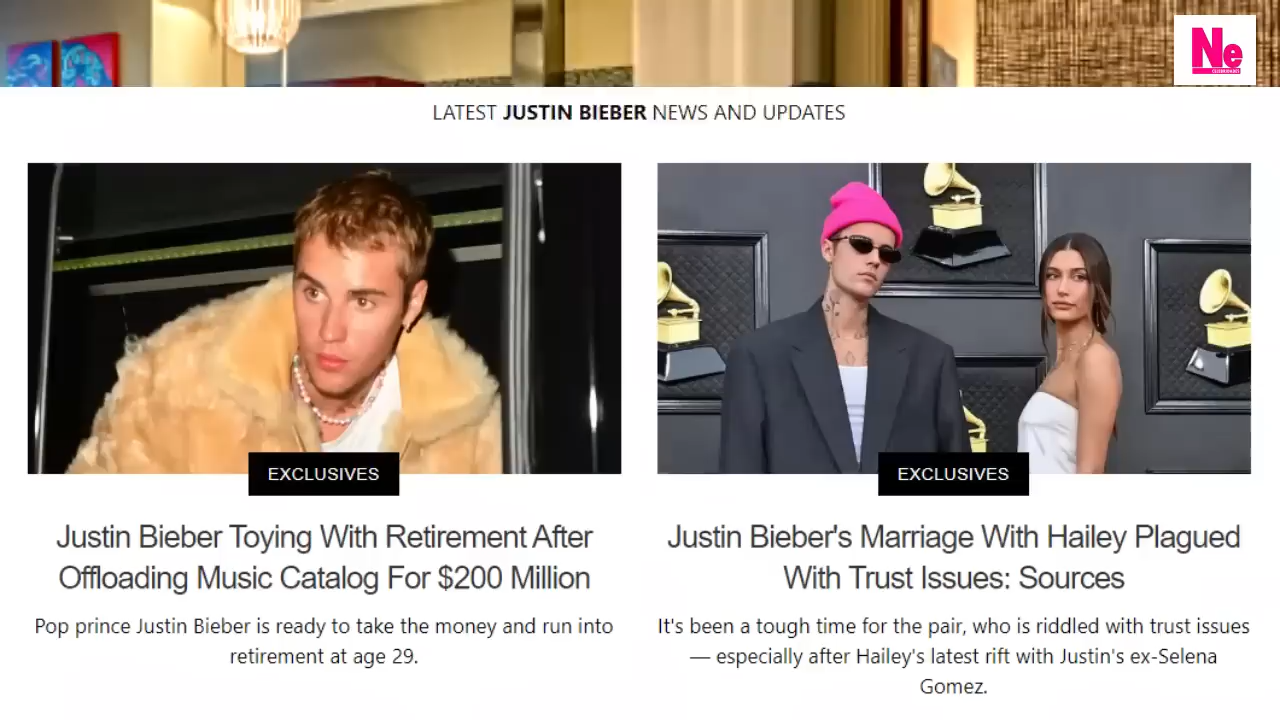 Ne
LATEST JUSTIN BIEBER NEWS AND UPDATES
EXCLUSIVES
Justin Bieber Toying With Retirement After
Offloading Music Catalog For $200 Million
Pop prince Justin Bieber is ready to take the money and run into
retirement at age 29.
EXCLUSIVES
Justin Bieber's Marriage With Hailey Plagued
With Trust Issues: Sources
It's been a tough time for the pair, who is riddled with trust issues
— especially after Hailey's latest rift with Justin's ex-Selena
Gomez.